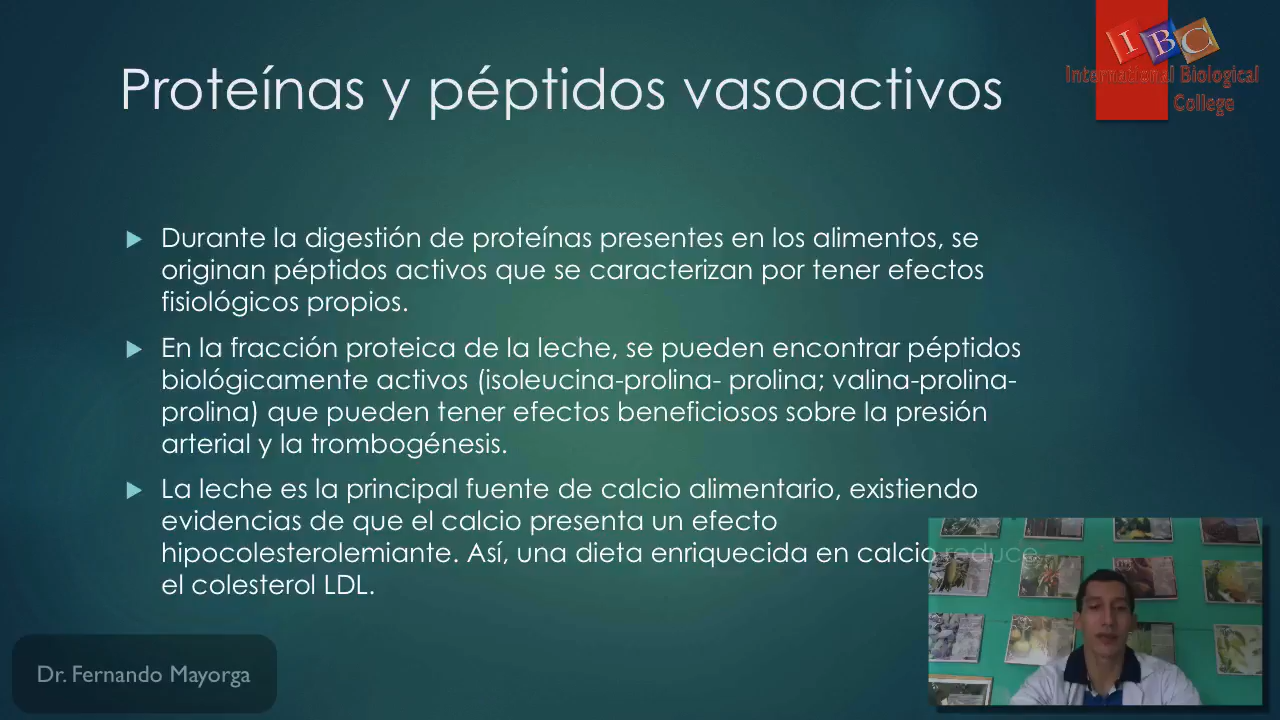 Proteínas y péptidos vasoactivos
IBC
International Biological
College
Durante la digestión de proteínas presentes en los alimentos, se
originan péptidos activos que se caracterizan por tener efectos
fisiológicos propios.
En la fracción proteica de la leche, se pueden encontrar péptidos
biológicamente activos (isoleucina-prolina- prolina; valina-prolina-
prolina) que pueden tener efectos beneficiosos sobre la presión
arterial y la trombogénesis.
La leche es la principal fuente de calcio alimentario, existiendo
evidencias de que el calcio presenta un efecto
hipocolesterolemiante. Así, una dieta enriquecida en calcio reduce
el colesterol LDL.
Dr. Fernando Mayorga